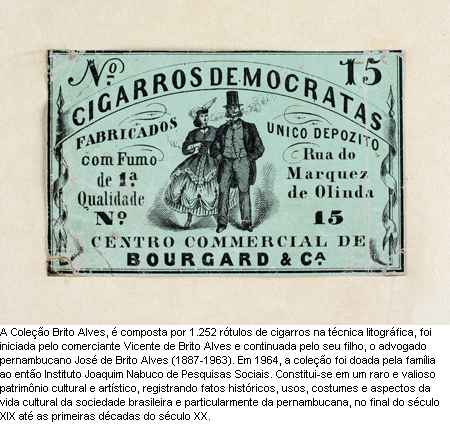 Nº 15
CIGARROS DEMOCRATAS
FABRICADOS UNICO DEPOZITO
com Fumo Rua do
de 1ª Marquez
Qualidade de Olinda
Nº 15
CENTRO COMMERCIAL DE
BOURGARD & Cª
A Coleção Brito Alves, é composta por 1.252 rótulos de cigarros na técnica litográfica, foi
iniciada pelo comerciante Vicente de Brito Alves e continuada pelo seu filho, o advogado
pernambucano José de Brito Alves (1887-1963). Em 1964, a coleção foi doada pela família
ao então Instituto Joaquim Nabuco de Pesquisas Sociais. Constitui-se em um raro e valioso
patrimônio cultural e artístico, registrando fatos históricos, usos, costumes e aspectos da
vida cultural da sociedade brasileira e particularmente da pernambucana, no final do século
XIX até as primeiras décadas do século XX.